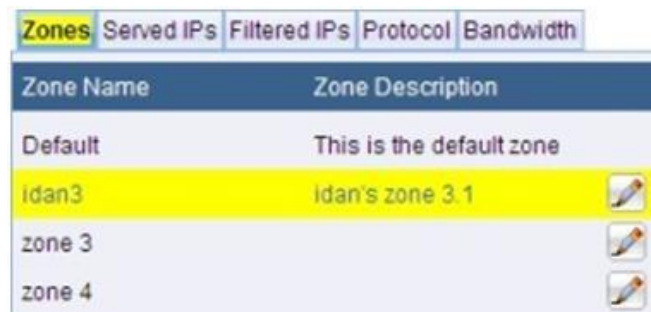 Zones Served IPs Filtered IPs Protocol Bandwidth
Zone Name Zone Description
Default This is the default zone
idan3 idan's zone 3.1
zone 3
zone 4